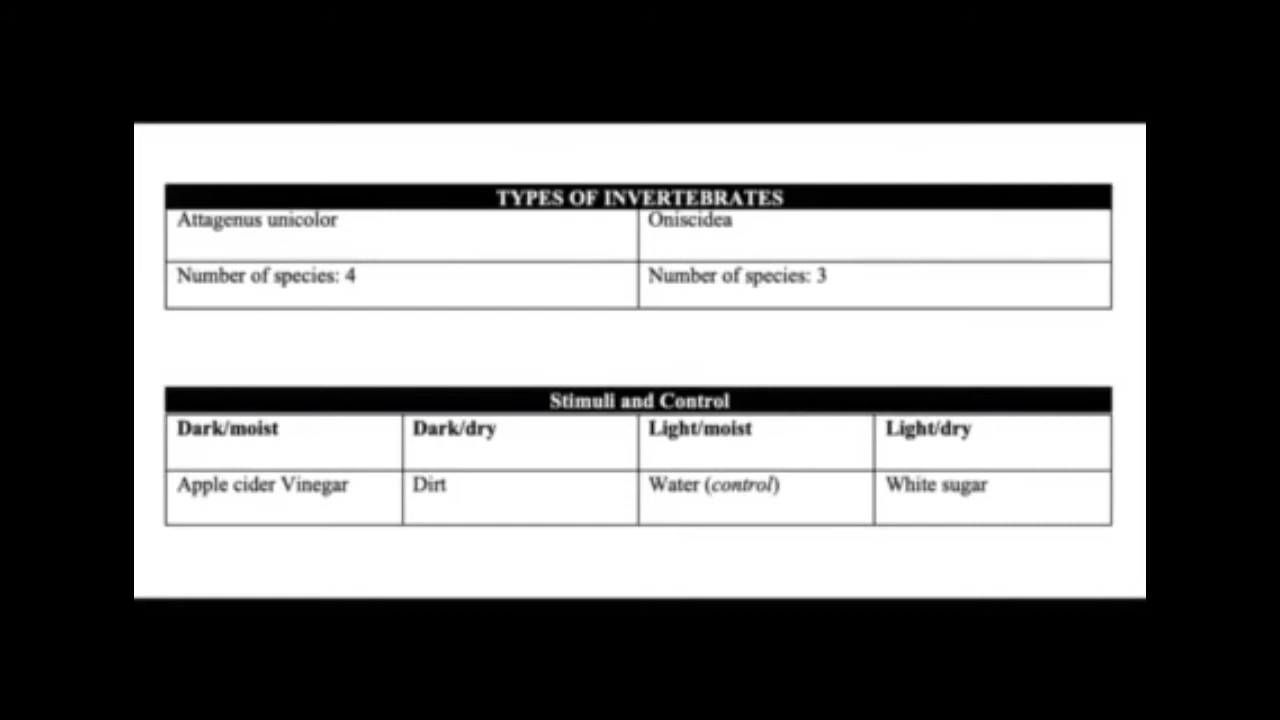 TYPES OF INVERTEBRATES
Attagenus unicolor Oniscidea
Number of species: 4 Number of species: 3
Stimuli and Control
Dark/moist Dark/dry Light/moist Light/dry
Apple cider Vinegar Dirt Water (control) White sugar